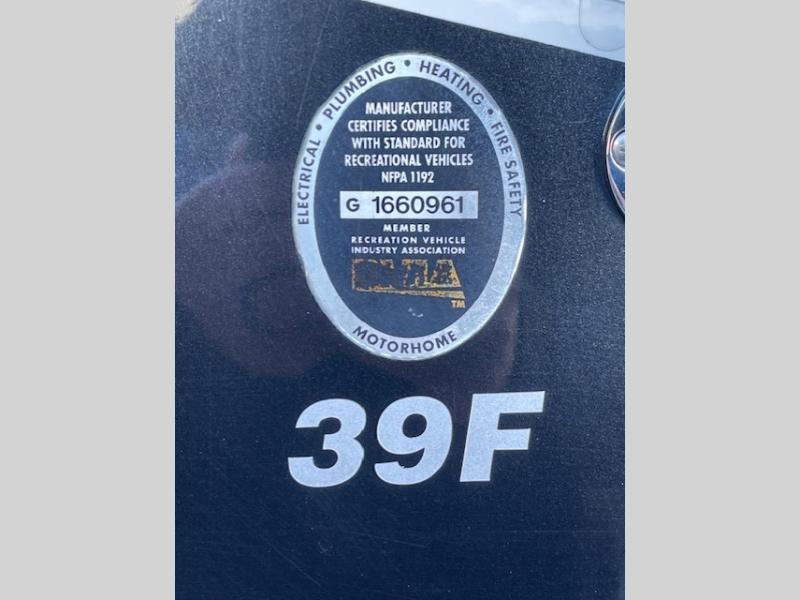 ELECTRICAL • PLUMBING • HEATING • FIRE SAFETY
MANUFACTURER
CERTIFIES COMPLIANCE
WITH STANDARD FOR
RECREATIONAL VEHICLES
NFPA 1192
G 1660961
MEMBER
RECREATION VEHICLE
INDUSTRY ASSOCIATION
TM
MOTORHOME
39F